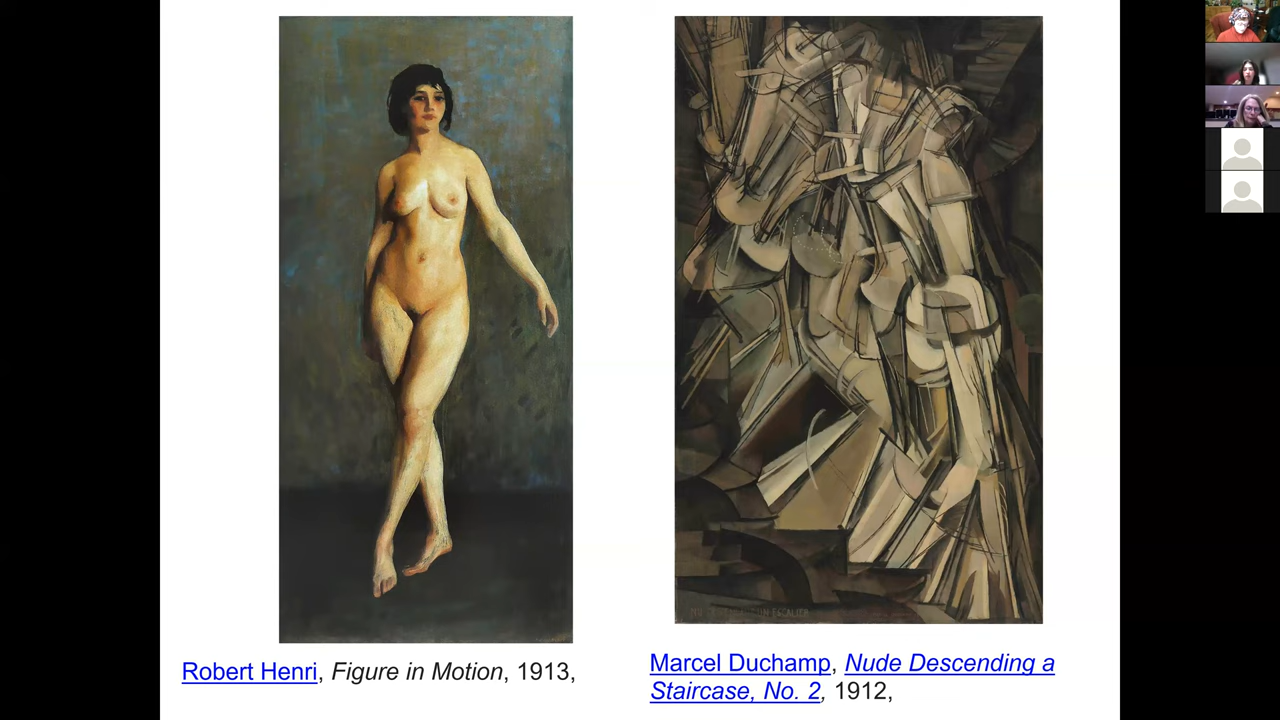 Robert Henri, Figure in Motion, 1913,
Marcel Duchamp, Nude Descending a
Staircase, No. 2, 1912,